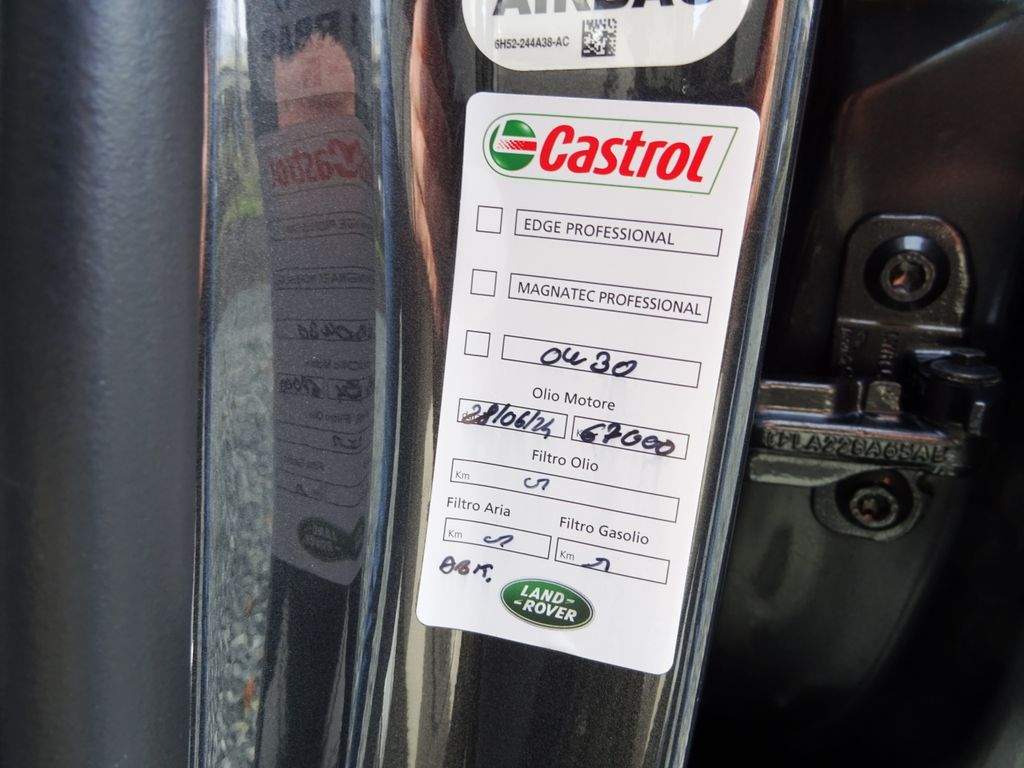 AIRBAG
6H52-244A38-AC
Castrol
EDGE PROFESSIONAL
MAGNATEC PROFESSIONAL
0W30
Olio Motore
28/06/24 67000
Filtro Olio
Km
Filtro Aria Filtro Gasolio
Km Km
LAND-
-ROVER